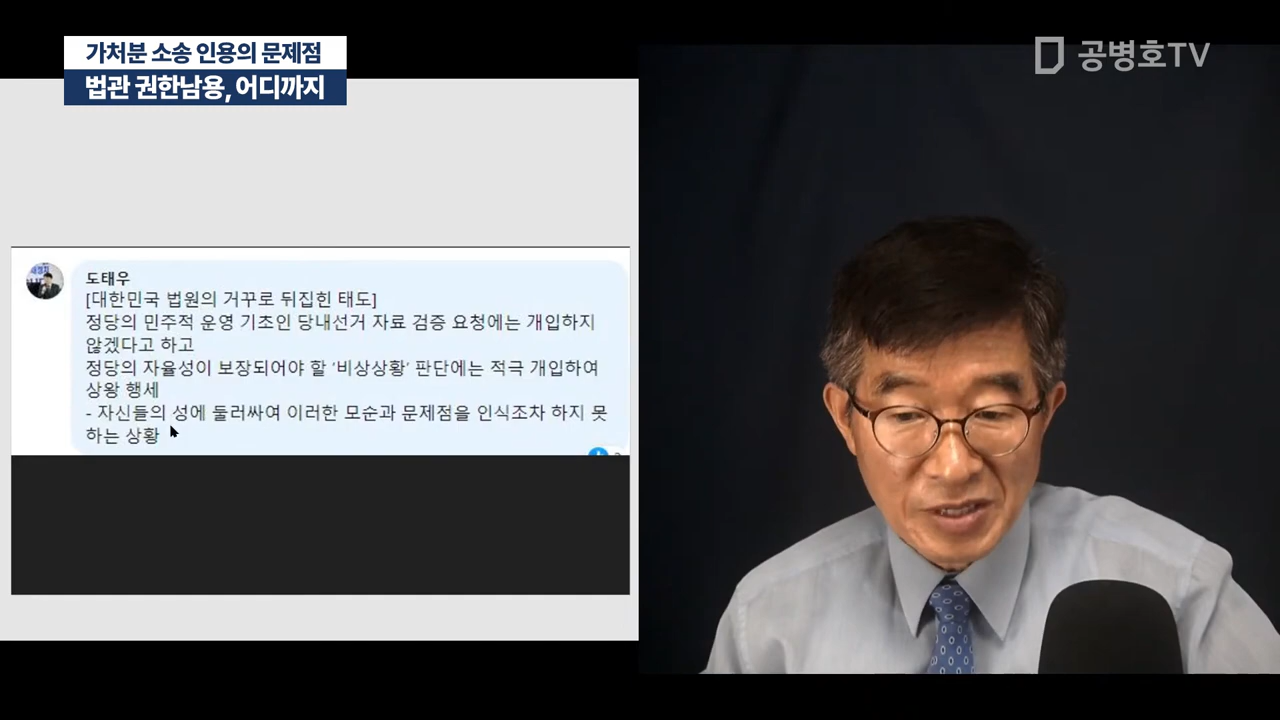 가처분 소송 인용의 문제점
법관 권한남용, 어디까지
공병호TV
도태우
[대한민국 법원의 거꾸로 뒤집힌 태도]
정당의 민주적 운영 기초인 당내선거 자료 검증 요청에는 개입하지
않겠다고 하고
정당의 자율성이 보장되어야 할 '비상상황' 판단에는 적극 개입하여
상왕 행세
- 자신들의 성에 둘러싸여 이러한 모순과 문제점을 인식조차 하지 못
하는 상황